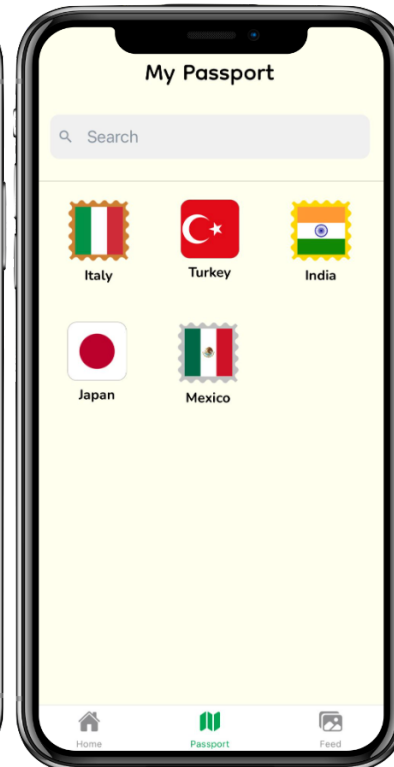 My Passport
Search
Italy
Turkey
India
Japan
Mexico
Home
Passport
Feed